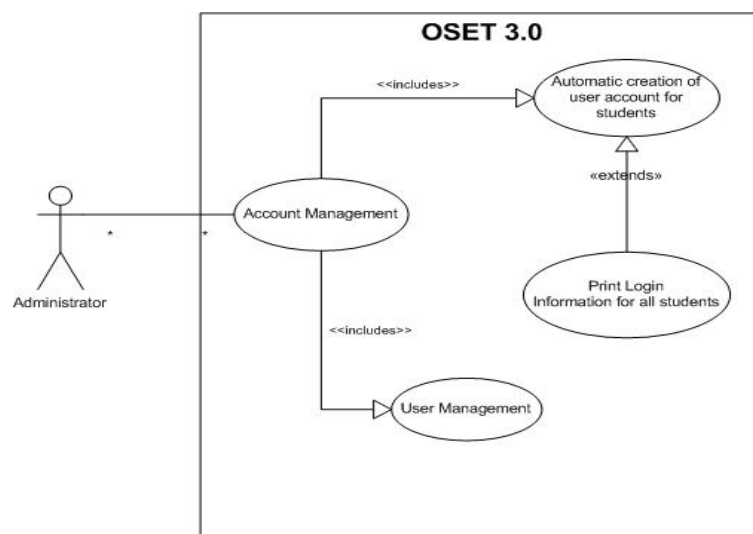 OSET 3.0
<<includes>>
Automatic creation of
user account for
students
«extends»
Account Management
*
*
Administrator
Print Login
Information for all students
<<includes>>
User Management